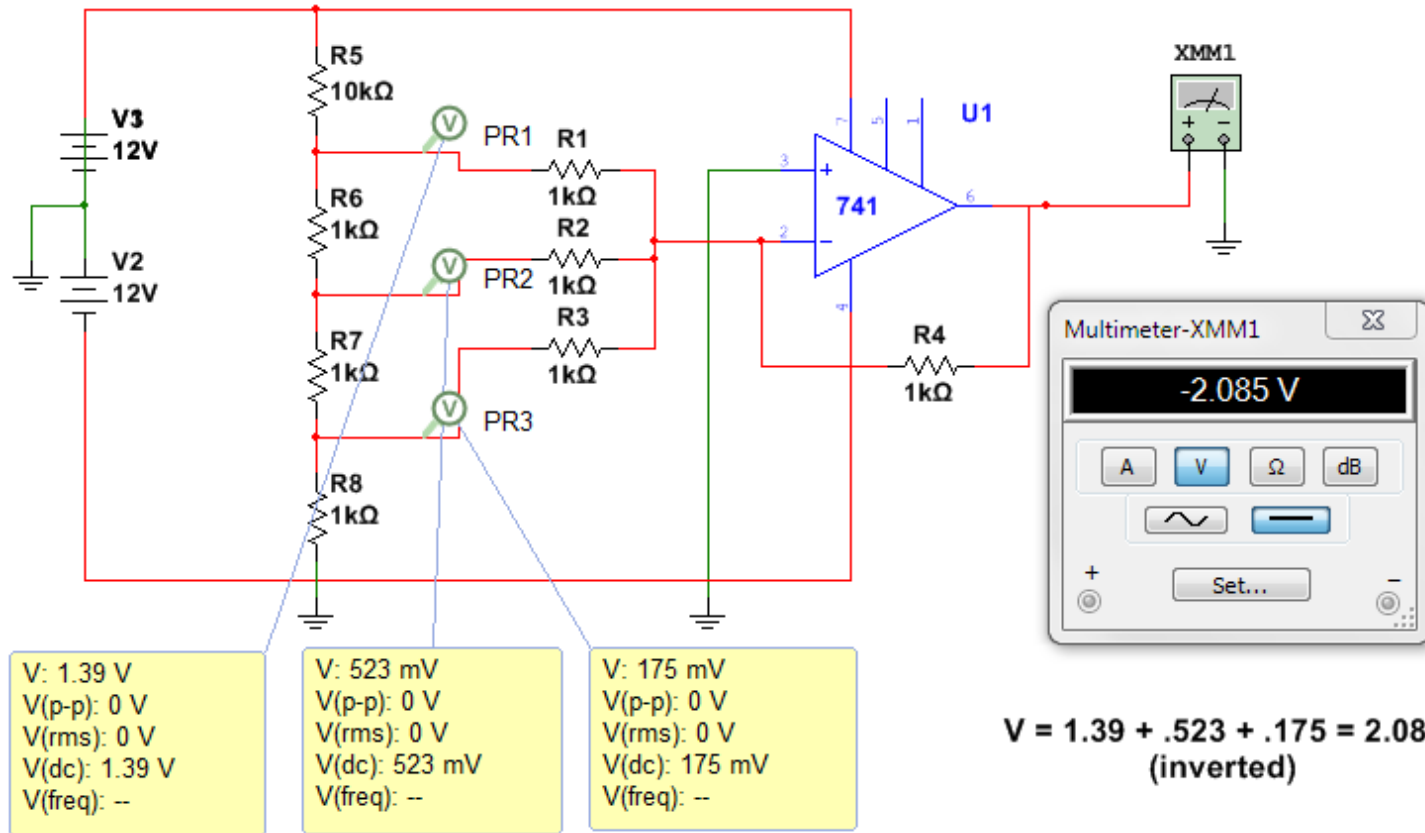 XMM1
R5
10kΩ
V3
12V
PR1
R1
1kΩ
7
5
1
U1
3
+
741
6
+ −
R6
1kΩ
2
−
V2
12V
PR2
R2
1kΩ
4
R3
1kΩ
R7
1kΩ
PR3
R4
1kΩ
Multimeter-XMM1
-2.085 V
A V Ω dB
R8
1kΩ
+ Set... −
V: 1.39 V
V(p-p): 0 V
V(rms): 0 V
V(dc): 1.39 V
V(freq): --
V: 523 mV
V(p-p): 0 V
V(rms): 0 V
V(dc): 523 mV
V(freq): --
V: 175 mV
V(p-p): 0 V
V(rms): 0 V
V(dc): 175 mV
V(freq): --
V = 1.39 + .523 + .175 = 2.08
(inverted)